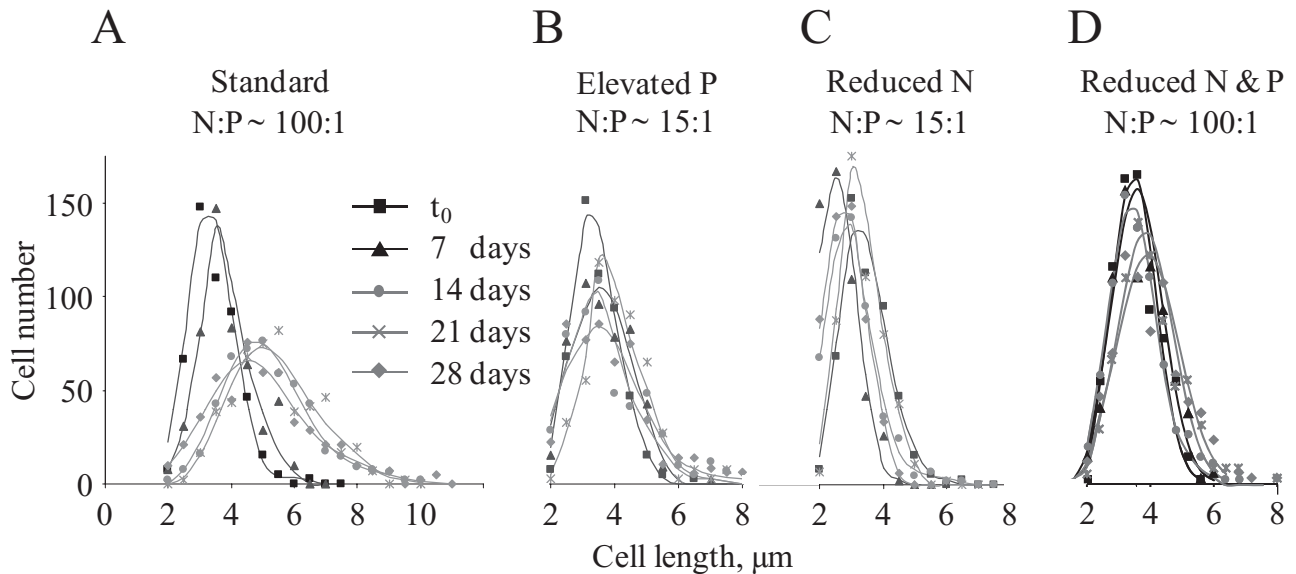 A
B
C
D
Standard
N:P ~ 100:1
Elevated P
N:P ~ 15:1
Reduced N
N:P ~ 15:1
Reduced N & P
N:P ~ 100:1
Cell number
150
100
50
0
t0
7 days
14 days
21 days
28 days
0 2 4 6 8 10
2 4 6 8
2 4 6 8
2 4 6 8
Cell length, μm